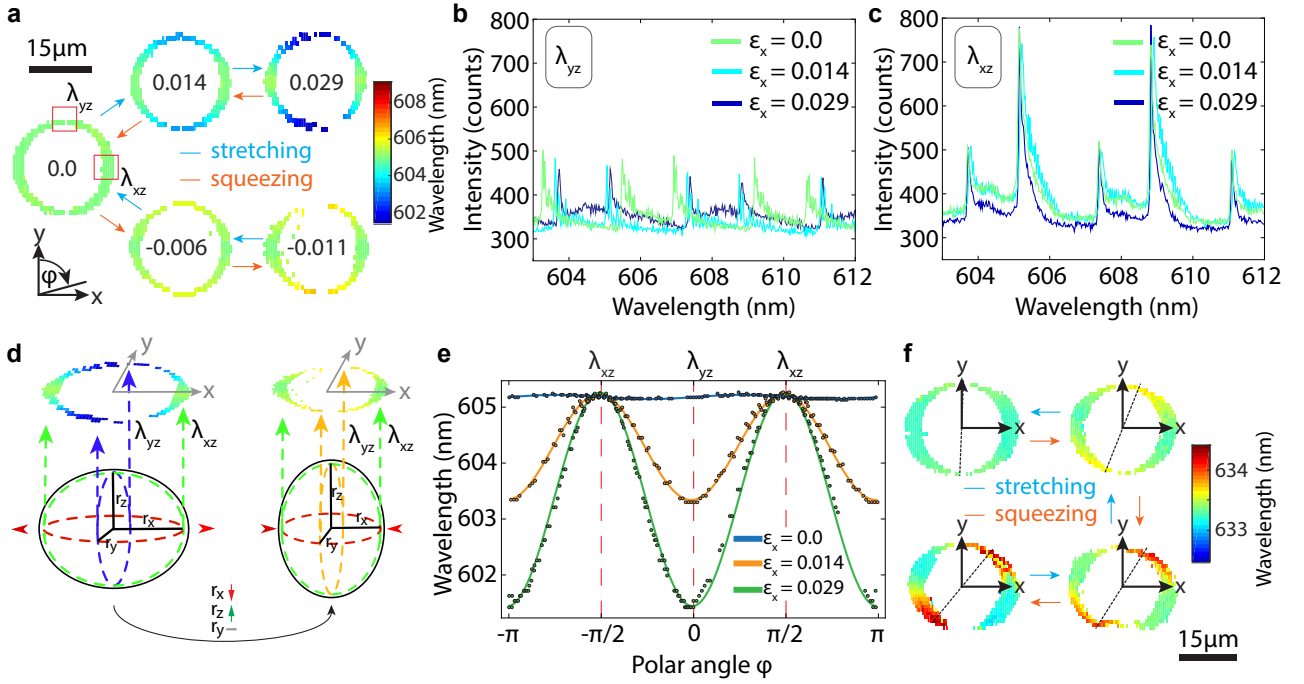 a
15μm
λyz
0.0
λxz
0.014
0.029
stretching
squeezing
-0.006
-0.011
y
φ
x
608
606
604
602
Wavelength (nm)
b
800
700
600
500
400
300
Intensity (counts)
λyz
εx = 0.0
εx = 0.014
εx = 0.029
604 606 608 610 612
Wavelength (nm)
c
800
700
600
500
400
300
Intensity (counts)
λxz
εx = 0.0
εx = 0.014
εx = 0.029
604 606 608 610 612
Wavelength (nm)
d
y
x
λyz
λxz
rz
rx
ry
y
x
λyz
λxz
rz
rx
ry
rx
rz
ry
e
λxz λyz λxz
605
604
603
602
Wavelength (nm)
εx = 0.0
εx = 0.014
εx = 0.029
-π -π/2 0 π/2 π
Polar angle φ
f
y
x
y
x
stretching
squeezing
y
x
y
x
634
633
Wavelength (nm)
15μm